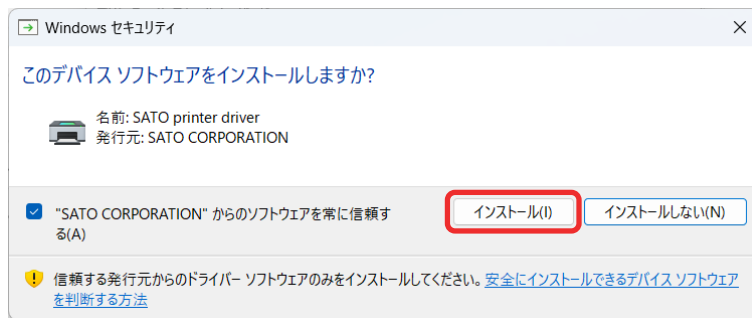 Windows セキュリティ
このデバイス ソフトウェアをインストールしますか?
名前: SATO printer driver
発行元: SATO CORPORATION
"SATO CORPORATION" からのソフトウェアを常に信頼す
る(A)
インストール(I)
インストールしない(N)
信頼する発行元からのドライバー ソフトウェアのみをインストールしてください。安全にインストールできるデバイス ソフトウェア
を判断する方法